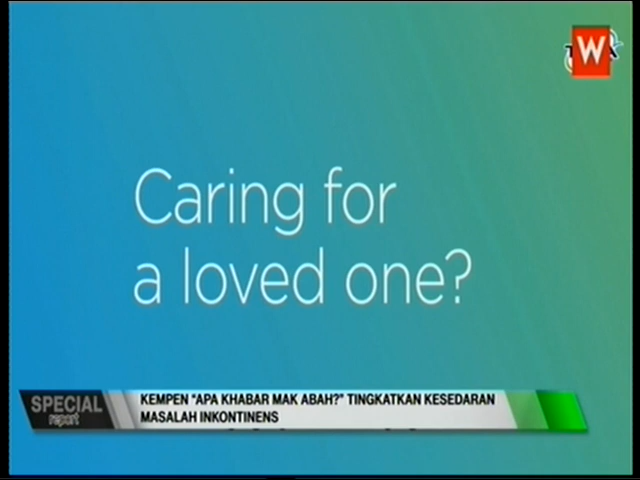 W
Caring for
a loved one?
SPECIAL
report
KEMPEN "APA KHABAR MAK ABAH?" TINGKATKAN KESEDARAN
MASALAH INKONTINENS